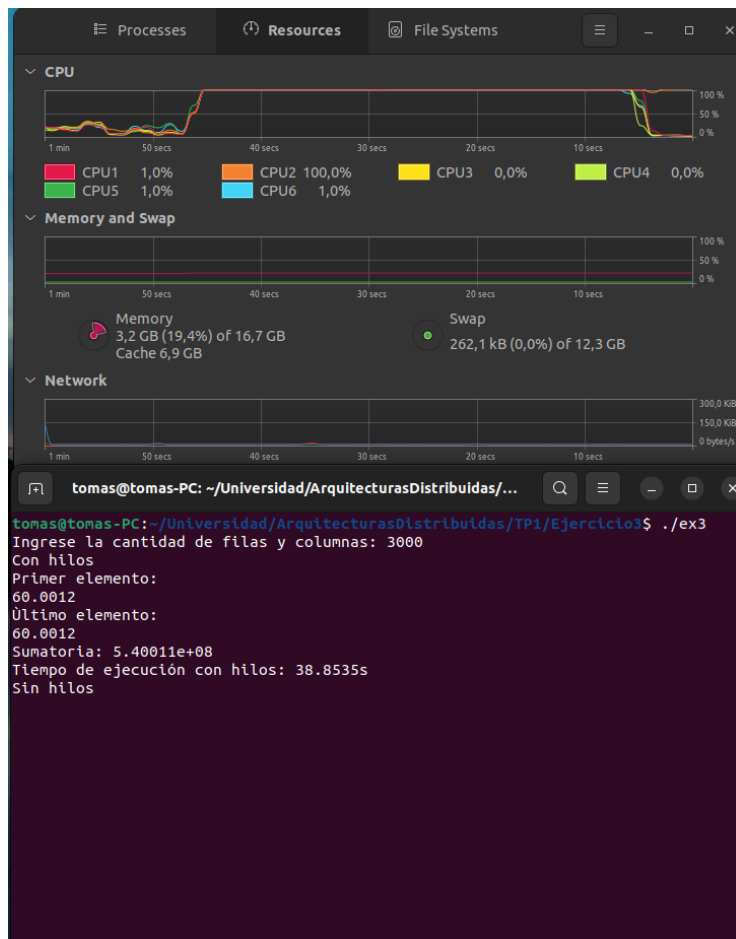 Processes Resources File Systems
CPU
100 %
50 %
0 %
1 min 50 secs 40 secs 30 secs 20 secs 10 secs
CPU1 1,0% CPU2 100,0% CPU3 0,0% CPU4 0,0%
CPU5 1,0% CPU6 1,0%
Memory and Swap
100 %
50 %
0 %
1 min 50 secs 40 secs 30 secs 20 secs 10 secs
Memory
3,2 GB (19,4%) of 16,7 GB
Cache 6,9 GB
Swap
262,1 kB (0,0%) of 12,3 GB
Network
300,0 KiB
150,0 KiB
0 bytes/s
1 min 50 secs 40 secs 30 secs 20 secs 10 secs
tomas@tomas-PC: ~/Universidad/ArquitecturasDistribuidas/...
tomas@tomas-PC:~/Universidad/ArquitecturasDistribuidas/TP1/Ejercicio3$ ./ex3
Ingrese la cantidad de filas y columnas: 3000
Con hilos
Primer elemento:
60.0012
Ùltimo elemento:
60.0012
Sumatoria: 5.40011e+08
Tiempo de ejecución con hilos: 38.8535s
Sin hilos